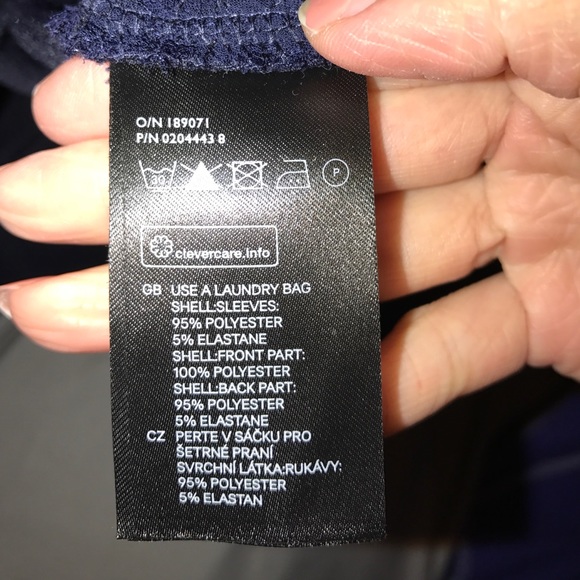 O/N 189071
P/N 0204443 8
30
P
clevercare.info
GB USE A LAUNDRY BAG
SHELL:SLEEVES:
95% POLYESTER
5% ELASTANE
SHELL:FRONT PART:
100% POLYESTER
SHELL:BACK PART:
95% POLYESTER
5% ELASTANE
CZ PERTE V SÁČKU PRO
ŠETRNÉ PRANÍ
SVRCHNÍ LÁTKA:RUKÁVY:
95% POLYESTER
5% ELASTAN